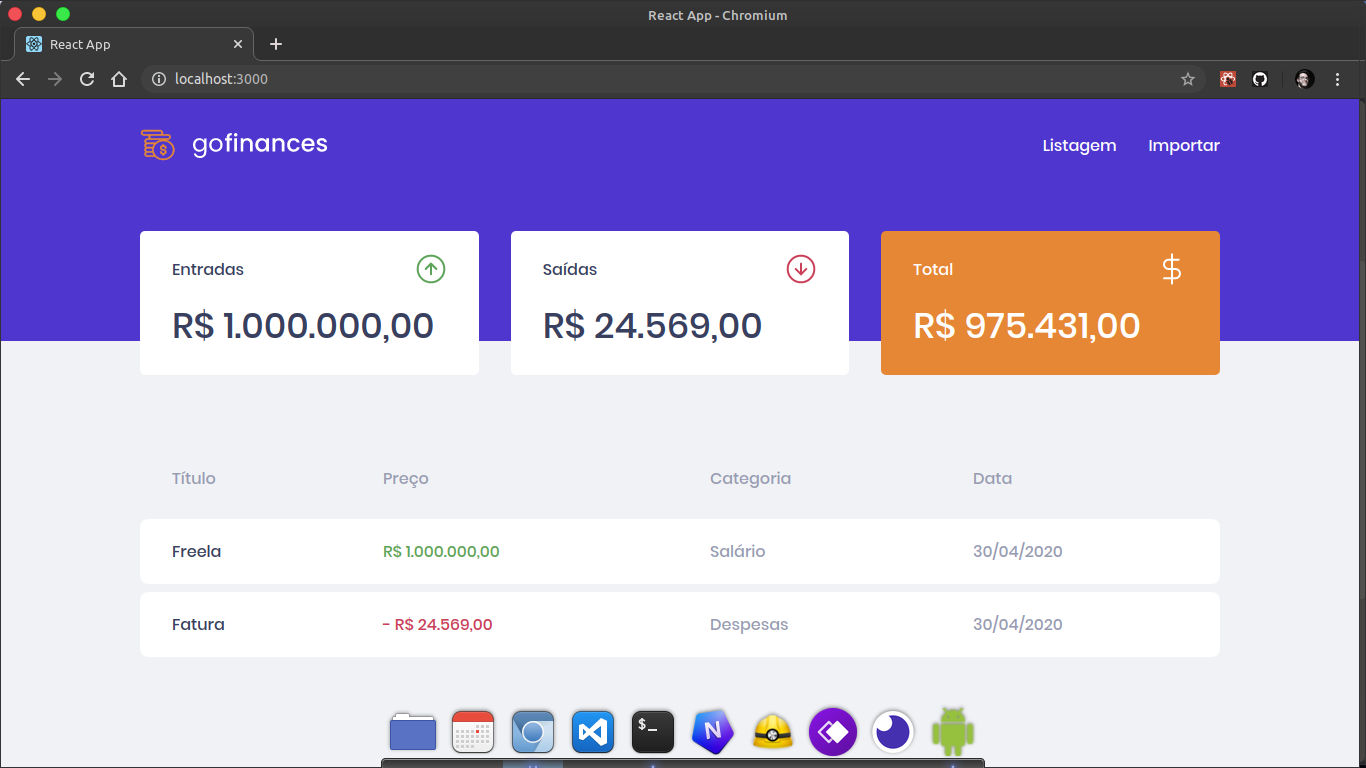 React App - Chromium
React App
localhost:3000
gofinances
Listagem Importar
Entradas Saídas Total
R$ 1.000.000,00 R$ 24.569,00 R$ 975.431,00
Título Preço Categoria Data
Freela R$ 1.000.000,00 Salário 30/04/2020
Fatura - R$ 24.569,00 Despesas 30/04/2020